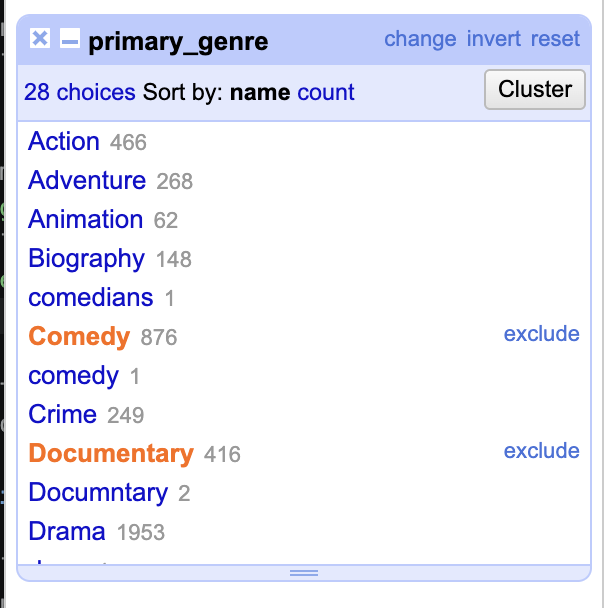 primary_genre change invert reset
28 choices Sort by: name count Cluster
Action 466
Adventure 268
Animation 62
Biography 148
comedians 1
Comedy 876 exclude
comedy 1
Crime 249
Documentary 416 exclude
Documntary 2
Drama 1953